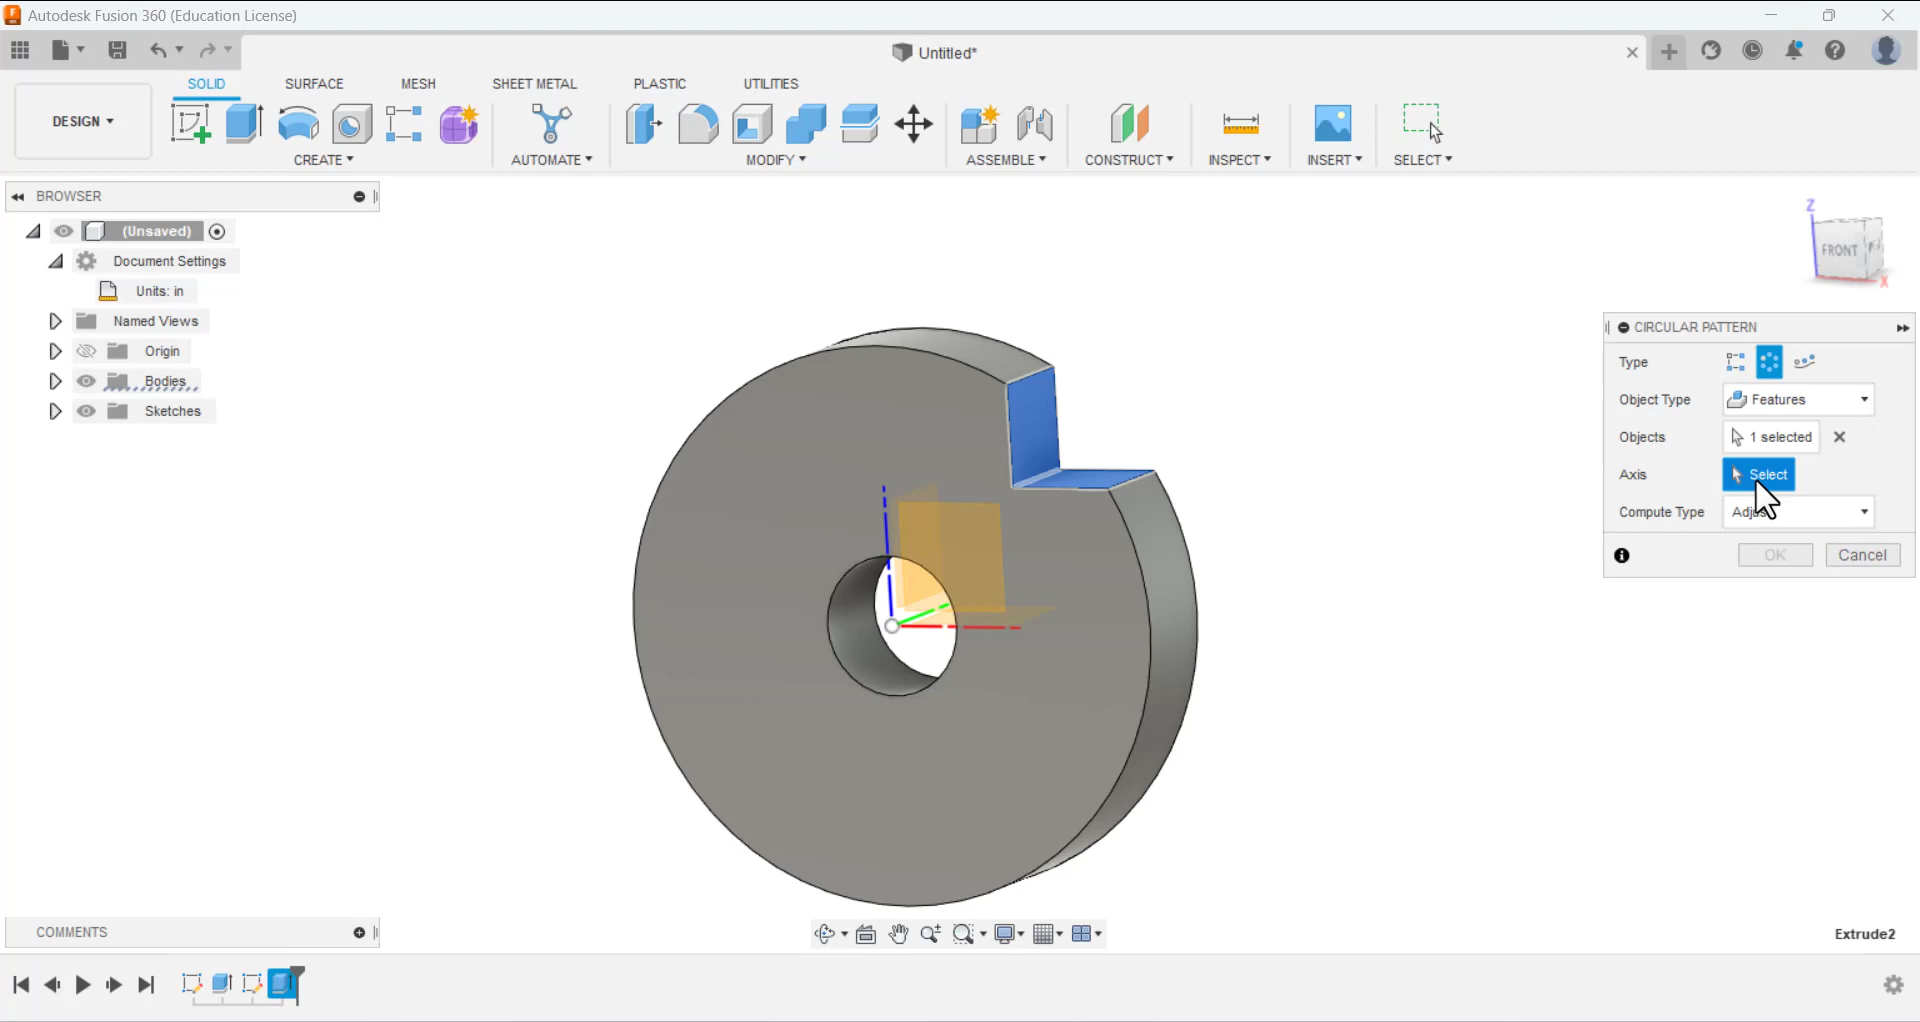 Autodesk Fusion 360 (Education License)
Untitled*
SOLID SURFACE MESH SHEET METAL PLASTIC UTILITIES
DESIGN
CREATE AUTOMATE MODIFY ASSEMBLE CONSTRUCT INSPECT INSERT SELECT
BROWSER
(Unsaved)
Document Settings
Units: in
Named Views
Origin
Bodies
Sketches
Z
FRONT
X
CIRCULAR PATTERN
Type
Object Type Features
Objects 1 selected
Axis Select
Compute Type
OK Cancel
COMMENTS
Extrude2